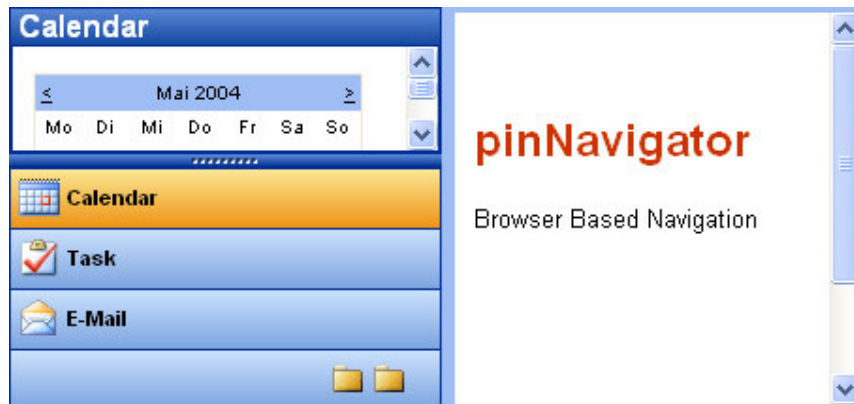 Calendar
< Mai 2004 >
Mo Di Mi Do Fr Sa So
Calendar
Task
E-Mail
pinNavigator
Browser Based Navigation